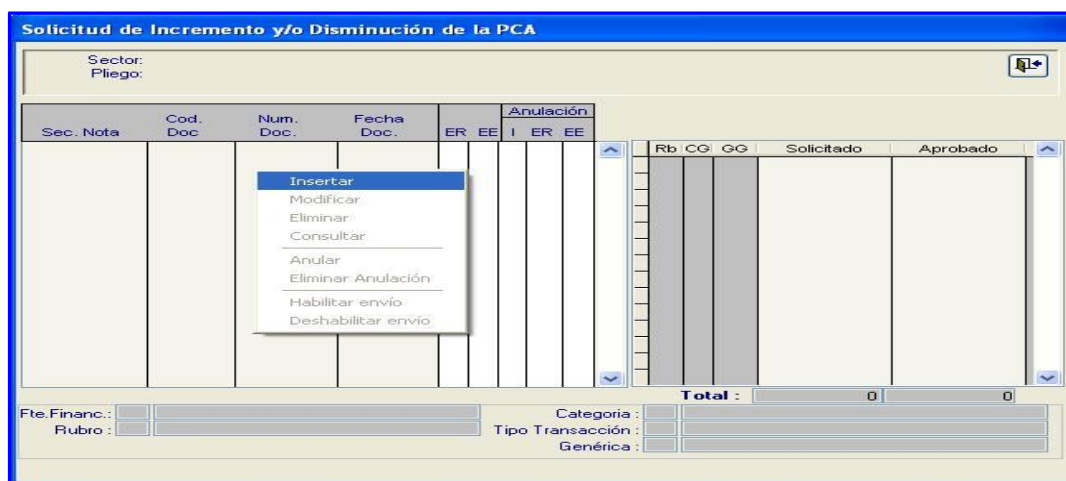 Solicitud de Incremento y/o Disminución de la PCA
Sector:
Pliego:
Anulación
Sec. Nota Cod. Doc Num. Doc. Fecha Doc. ER EE I ER EE
Rb CG GG Solicitado Aprobado
Insertar
Modificar
Eliminar
Consultar
Anular
Eliminar Anulación
Habilitar envío
Deshabilitar envío
Total : 0 0
Fte.Financ.: Categoria :
Rubro : Tipo Transacción :
Genérica :